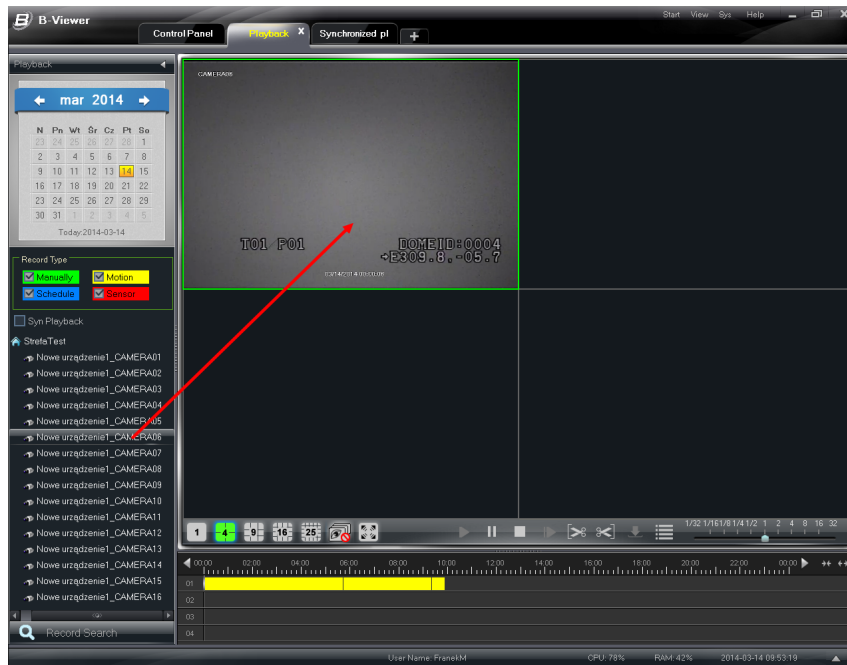 B B-Viewer
Start View Sys Help
Control Panel
Playback X
Synchronized pl
+
Playback
mar 2014
N Pn Wt Śr Cz Pt So
23 24 25 26 27 28 1
2 3 4 5 6 7 8
9 10 11 12 13 14 15
16 17 18 19 20 21 22
23 24 25 26 27 28 29
30 31 1 2 3 4 5
Today:2014-03-14
Record Type
Manually Motion
Schedule Sensor
Syn Playback
StrefaTest
Nowe urządzenie1_CAMERA01
Nowe urządzenie1_CAMERA02
Nowe urządzenie1_CAMERA03
Nowe urządzenie1_CAMERA04
Nowe urządzenie1_CAMERA05
Nowe urządzenie1_CAMERA06
Nowe urządzenie1_CAMERA07
Nowe urządzenie1_CAMERA08
Nowe urządzenie1_CAMERA09
Nowe urządzenie1_CAMERA10
Nowe urządzenie1_CAMERA11
Nowe urządzenie1_CAMERA12
Nowe urządzenie1_CAMERA13
Nowe urządzenie1_CAMERA14
Nowe urządzenie1_CAMERA15
Nowe urządzenie1_CAMERA16
Record Search
CAMERA06
T01 P01 DOMEID:0004
E309.8,-05.7
03/14/2014 00:00:06
1 4 9 16 25
1/32 1/16 1/8 1/4 1/2 1 2 4 8 16 32
00:00 02:00 04:00 06:00 08:00 10:00 12:00 14:00 16:00 18:00 20:00 22:00 00:00
01
02
03
04
User Name: FranekM CPU: 78% RAM: 42% 2014-03-14 09:53:19